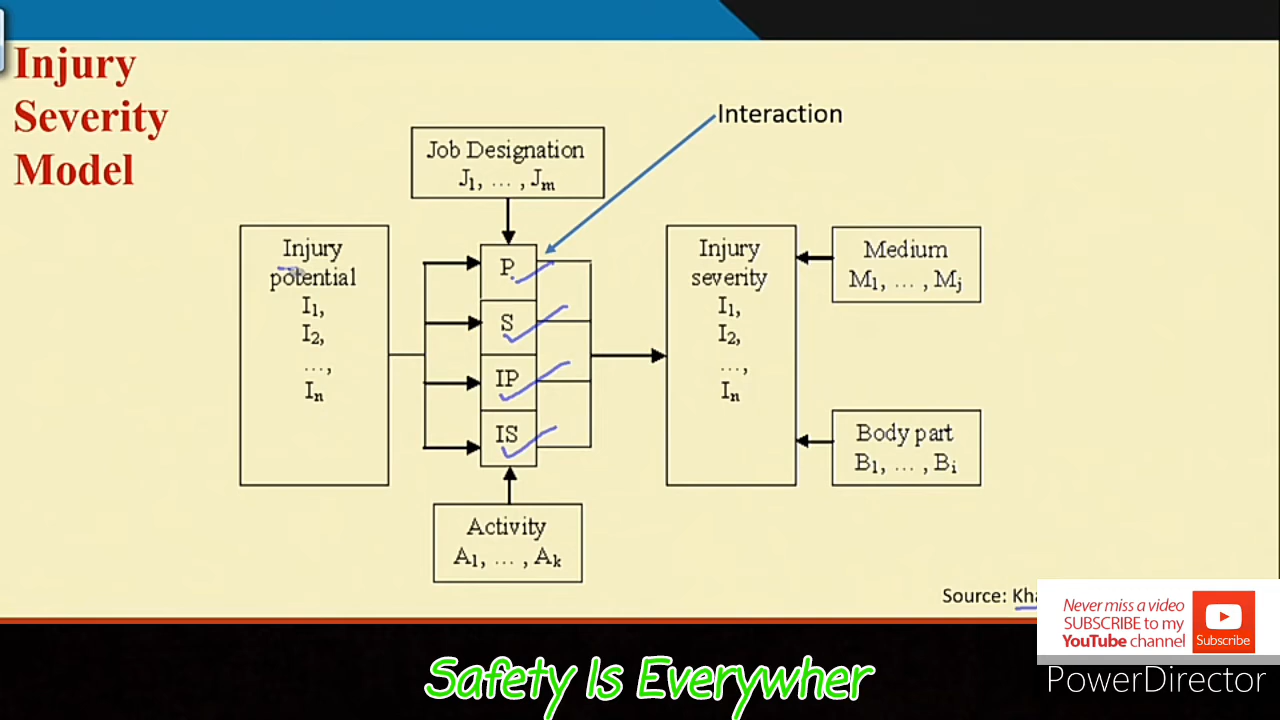 Injury
Severity
Model
Interaction
Job Designation
J1, ... , Jm
Injury
potential
I1,
I2,
...,
In
P
S
IP
IS
Injury
severity
I1,
I2,
...,
In
Medium
M1, ... , Mj
Body part
B1, ... , Bi
Activity
A1, ... , Ak
Source:
Never miss a video
SUBSCRIBE to my
YouTube channel
Subscribe
Safety Is Everywher
PowerDirector